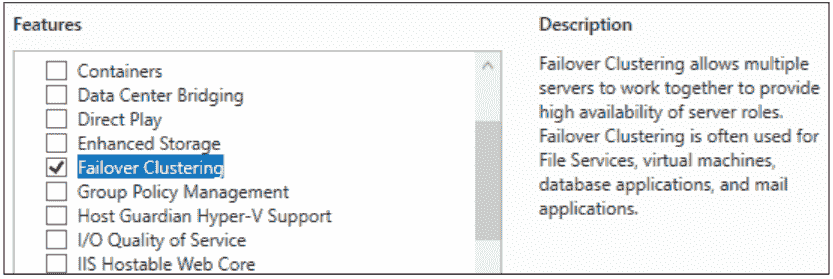 Features
Containers
Data Center Bridging
Direct Play
Enhanced Storage
Failover Clustering
Group Policy Management
Host Guardian Hyper-V Support
I/O Quality of Service
IIS Hostable Web Core
Description
Failover Clustering allows multiple
servers to work together to provide
high availability of server roles.
Failover Clustering is often used for
File Services, virtual machines,
database applications, and mail
applications.